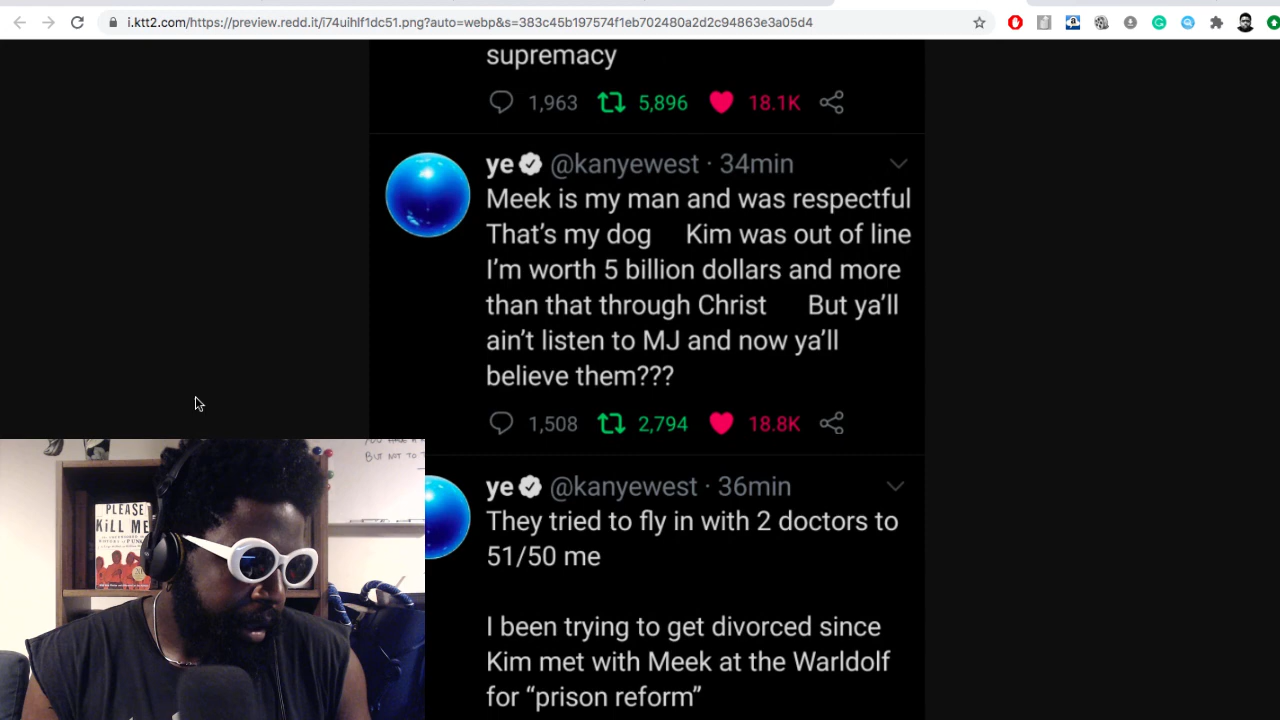 i.ktt2.com/https://preview.redd.it/i74uihlf1dc51.png?auto=webp&s=383c45b197574f1eb702480a2d2c94863e3a05d4
supremacy
1,963 5,896 18.1K
ye @kanyewest · 34min
Meek is my man and was respectful
That's my dog Kim was out of line
I'm worth 5 billion dollars and more
than that through Christ But ya'll
ain't listen to MJ and now ya'll
believe them???
1,508 2,794 18.8K
ye @kanyewest · 36min
They tried to fly in with 2 doctors to
51/50 me
I been trying to get divorced since
Kim met with Meek at the Warldolf
for “prison reform”
BUT NOT TO
PLEASE
KiLL ME